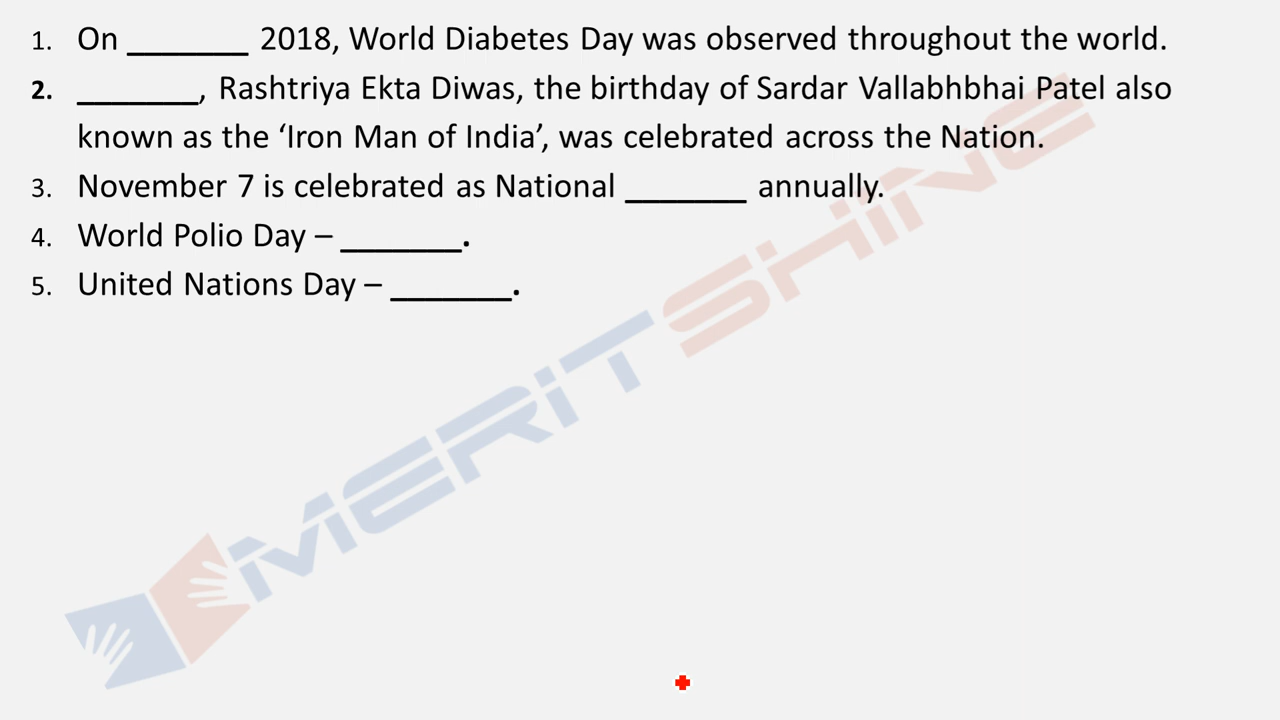 1. On _______ 2018, World Diabetes Day was observed throughout the world.
2. _______, Rashtriya Ekta Diwas, the birthday of Sardar Vallabhbhai Patel also
known as the ‘Iron Man of India’, was celebrated across the Nation.
3. November 7 is celebrated as National _______ annually.
4. World Polio Day – _______.
5. United Nations Day – _______.
MERiTSHiNE